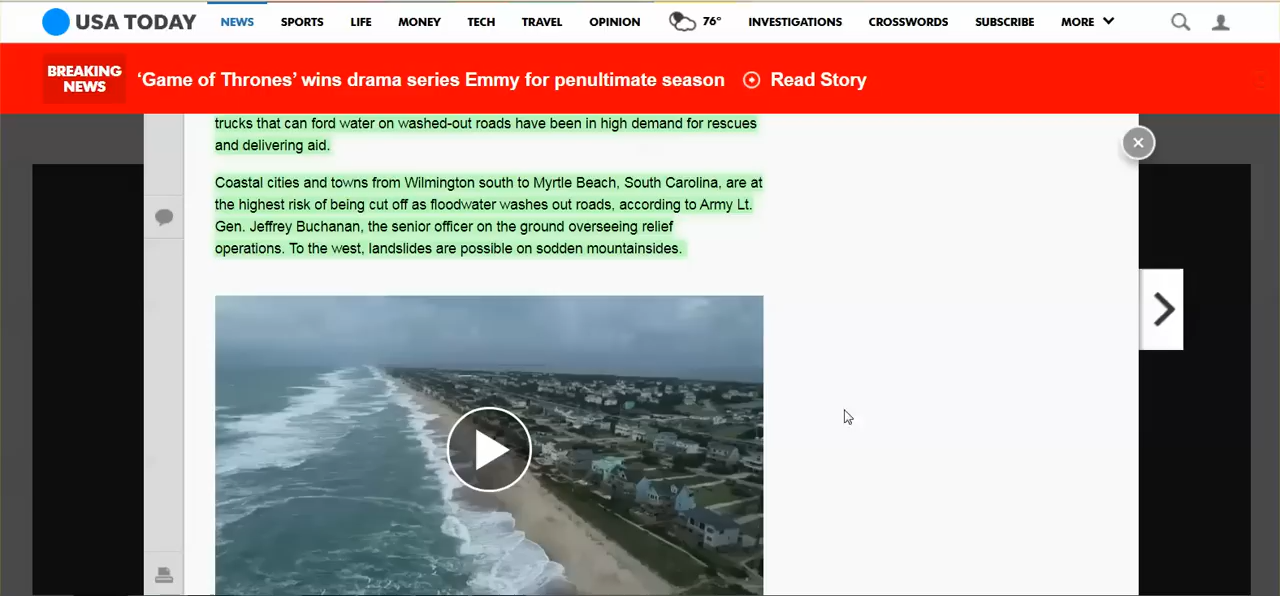 USA TODAY NEWS SPORTS LIFE MONEY TECH TRAVEL OPINION 76° INVESTIGATIONS CROSSWORDS SUBSCRIBE MORE
BREAKING
NEWS
‘Game of Thrones’ wins drama series Emmy for penultimate season Read Story
trucks that can ford water on washed-out roads have been in high demand for rescues
and delivering aid.
Coastal cities and towns from Wilmington south to Myrtle Beach, South Carolina, are at
the highest risk of being cut off as floodwater washes out roads, according to Army Lt.
Gen. Jeffrey Buchanan, the senior officer on the ground overseeing relief
operations. To the west, landslides are possible on sodden mountainsides.